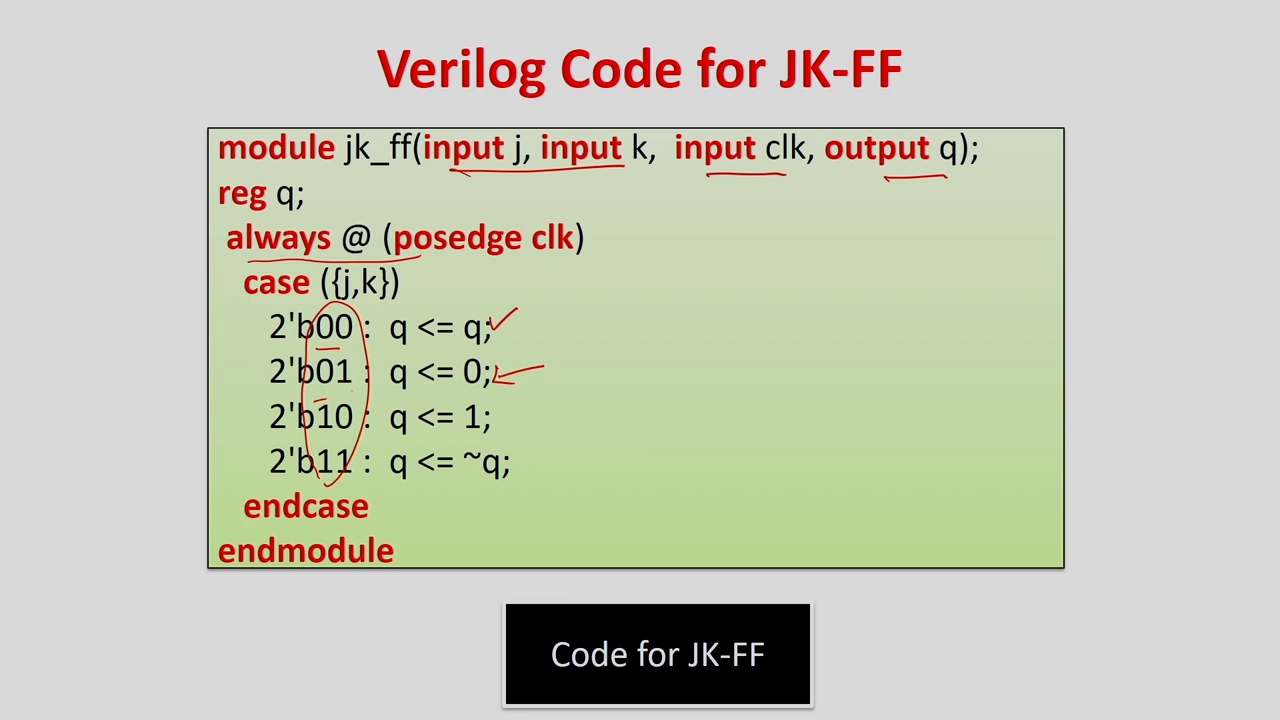 Verilog Code for JK-FF
module jk_ff(input j, input k, input clk, output q);
reg q;
always @ (posedge clk)
case ({j,k})
2'b00 : q <= q;
2'b01 : q <= 0;
2'b10 : q <= 1;
2'b11 : q <= ~q;
endcase
endmodule
Code for JK-FF